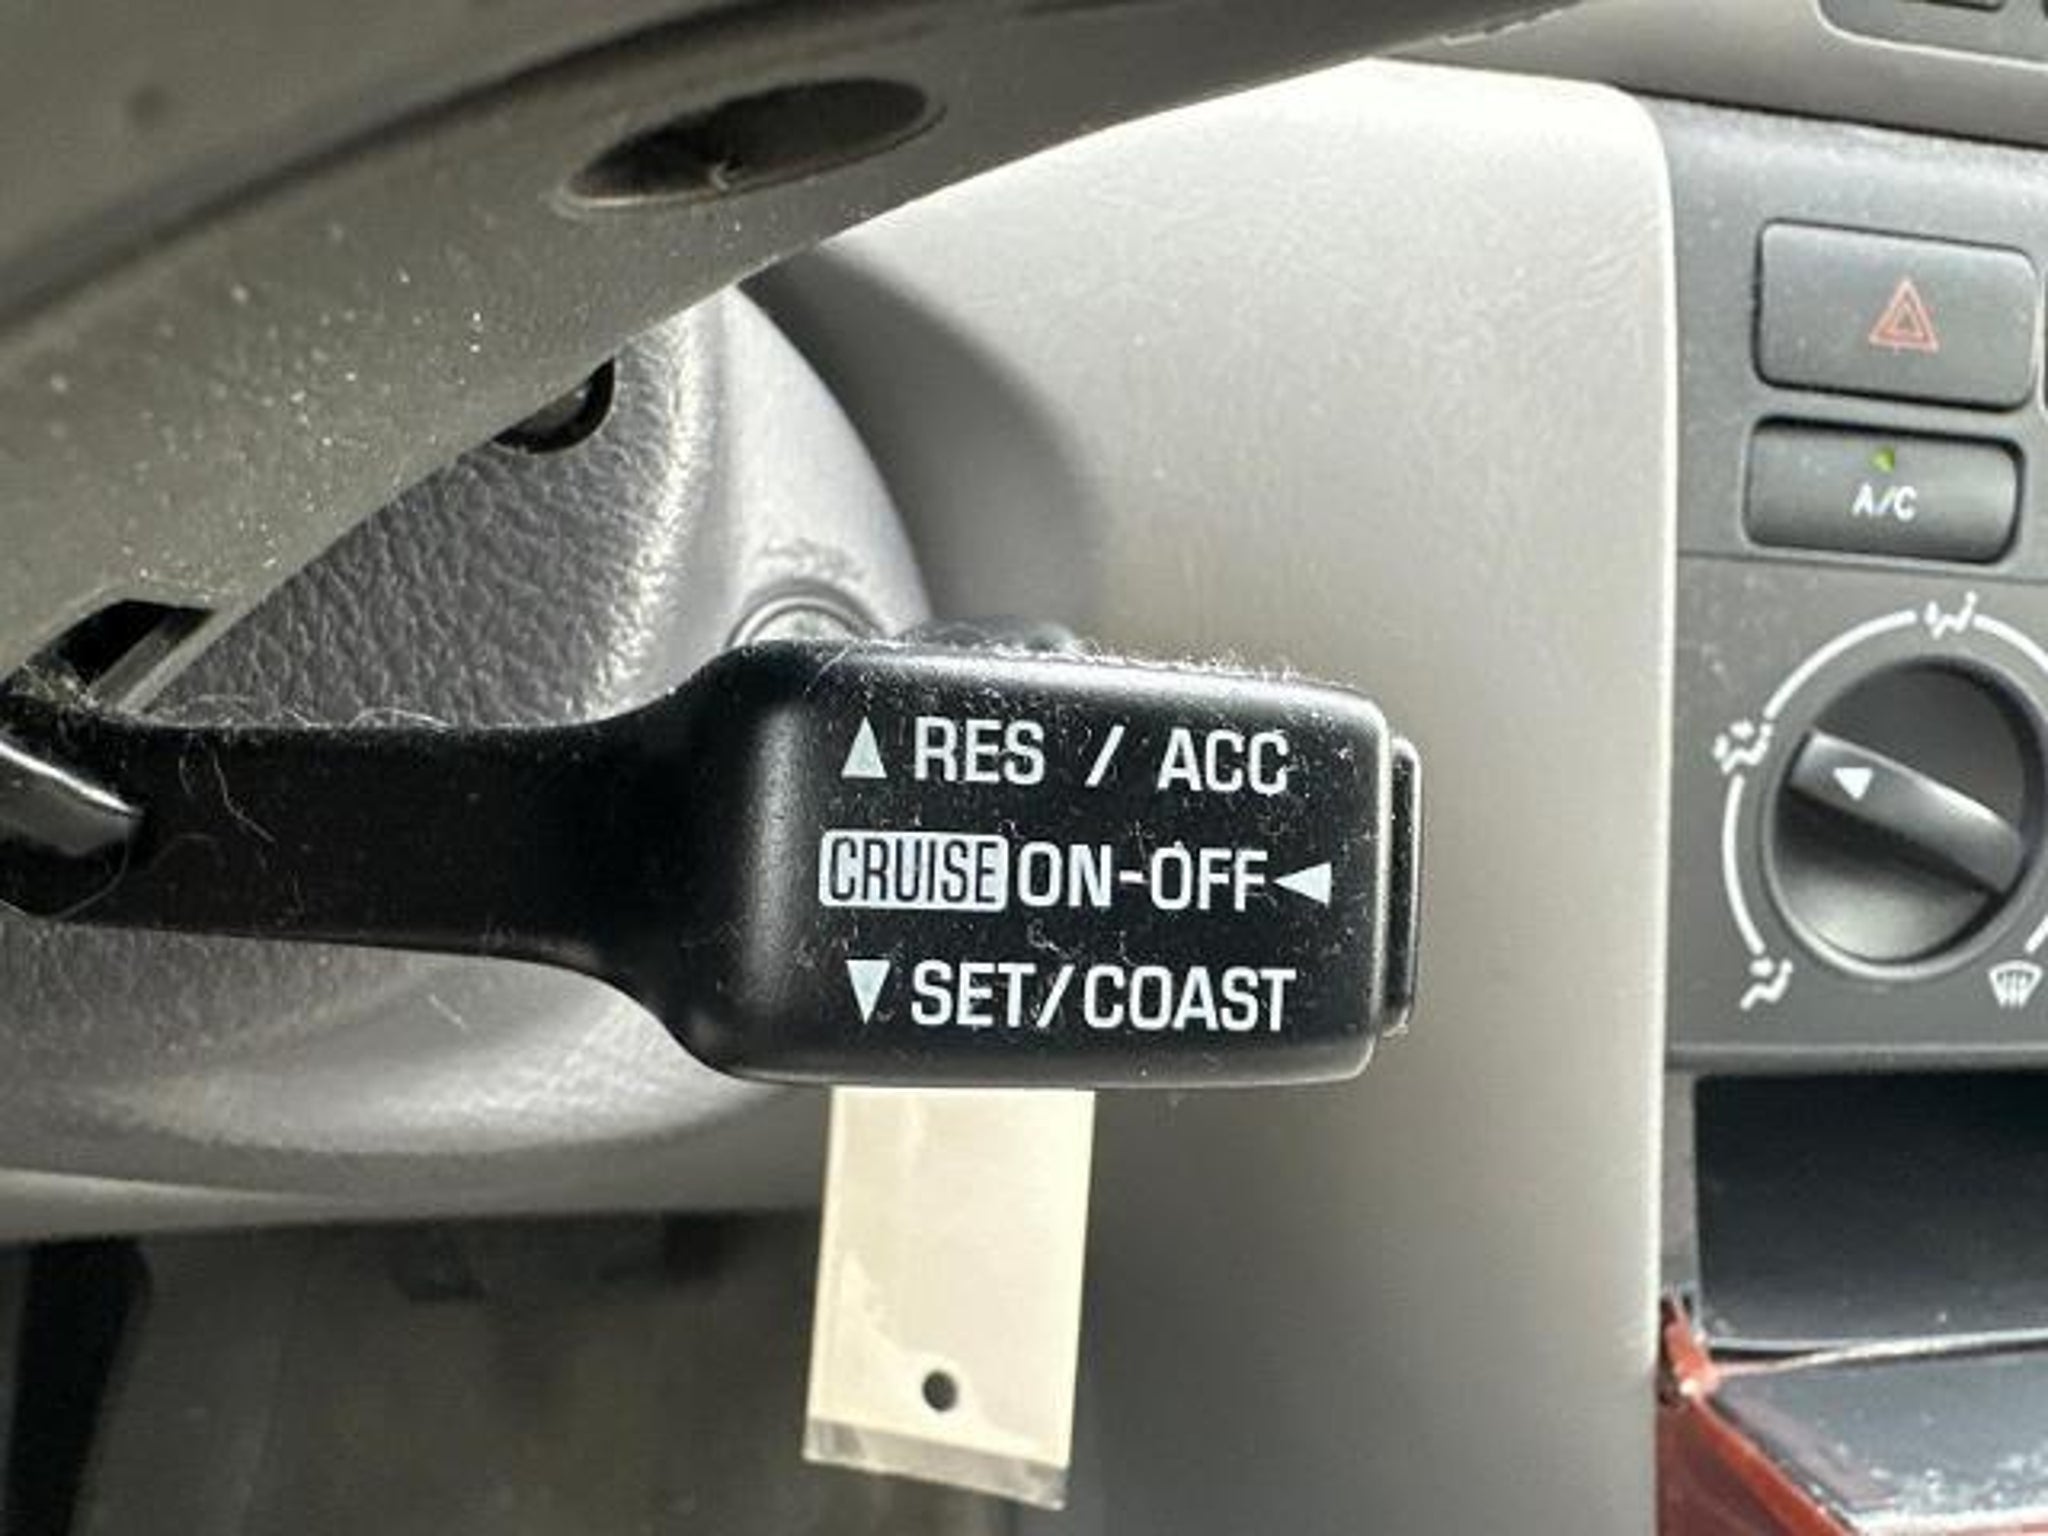 A/C
▲ RES / ACC
CRUISE ON-OFF ◀
▼ SET/COAST